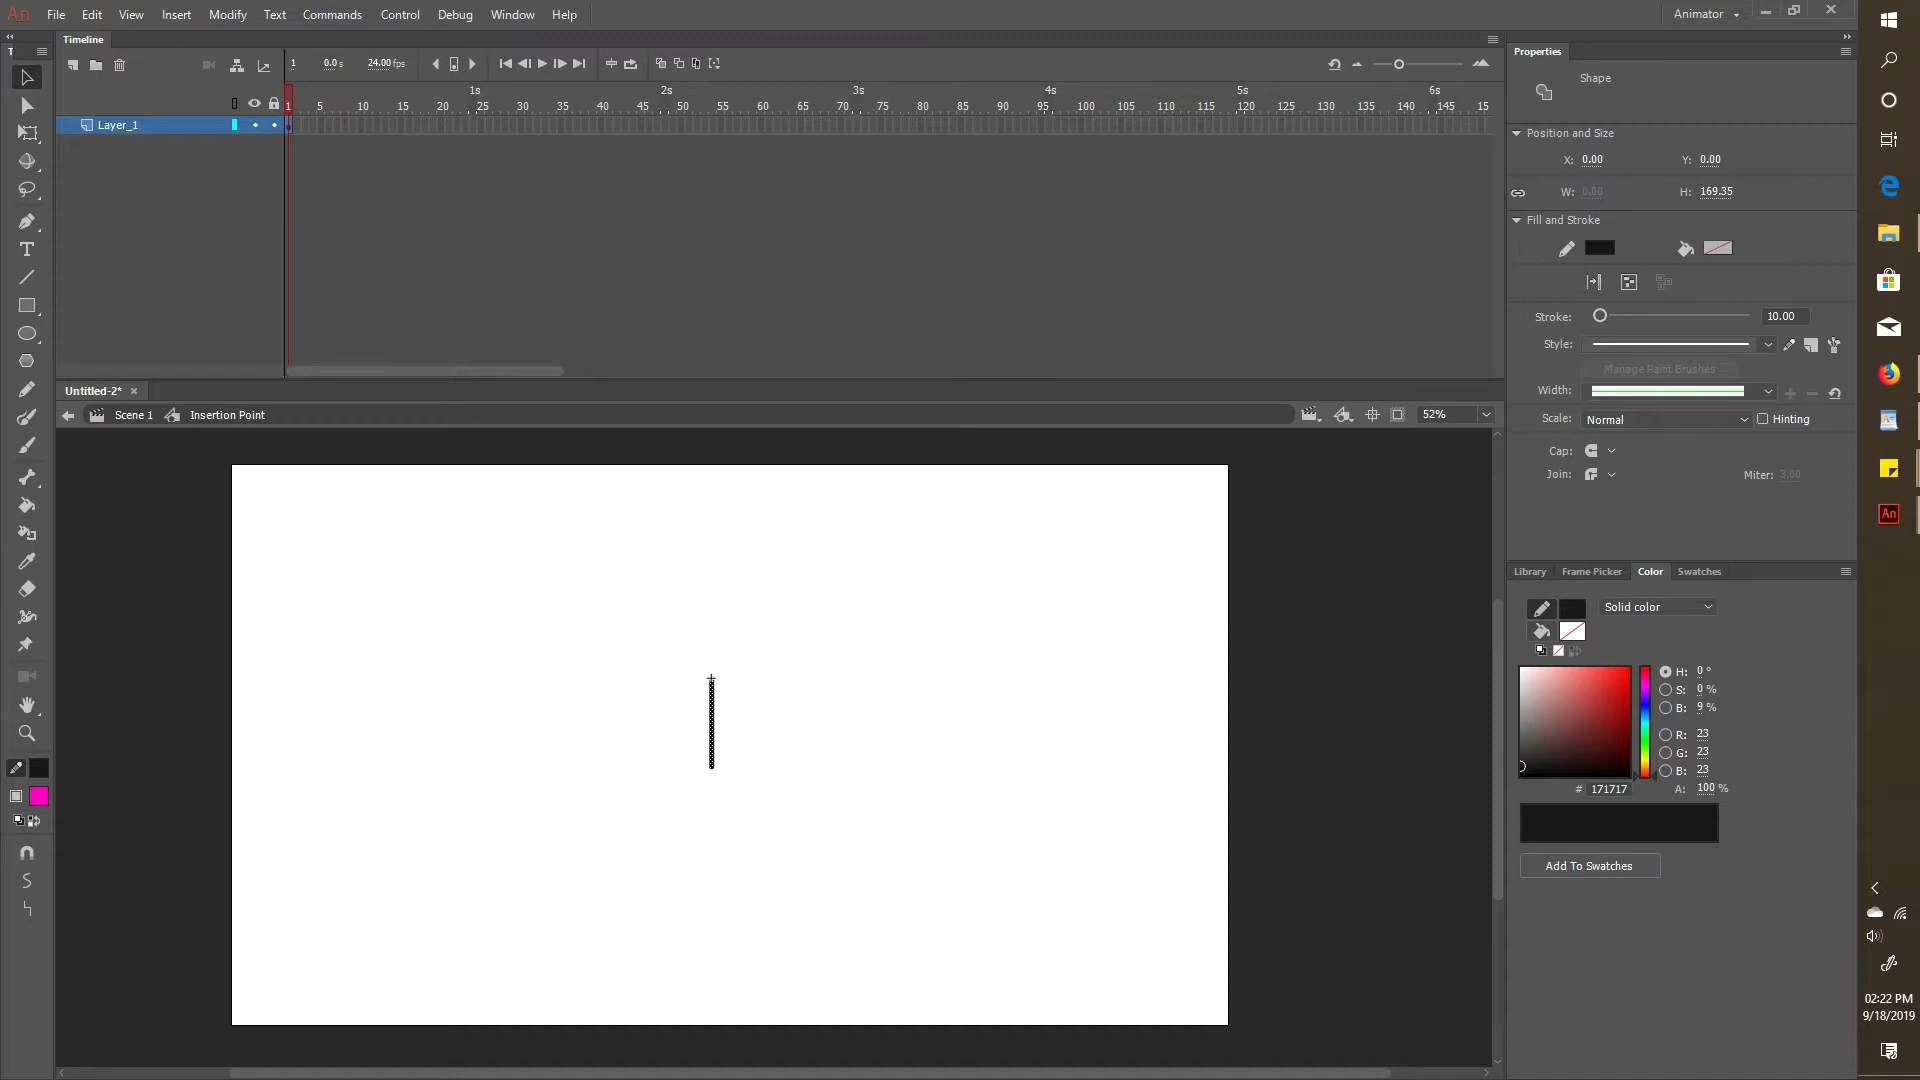 An File Edit View Insert Modify Text Commands Control Debug Window Help Animator
Timeline
1 0.0 s 24.00 fps
1s 2s 3s 4s 5s 6s
1 5 10 15 20 25 30 35 40 45 50 55 60 65 70 75 80 85 90 95 100 105 110 115 120 125 130 135 140 145 15
Layer_1
Untitled-2*
Scene 1 Insertion Point 52%
T
Properties
Shape
Position and Size
X: 0.00 Y: 0.00
W: 0.00 H: 169.35
Fill and Stroke
Stroke: 10.00
Style:
Manage Paint Brushes
Width:
Scale: Normal Hinting
Cap:
Join: Miter: 3.00
Library Frame Picker Color Swatches
Solid color
H: 0 °
S: 0 %
B: 9 %
R: 23
G: 23
B: 23
# 171717 A: 100 %
Add To Swatches
An
02:22 PM
9/18/2019